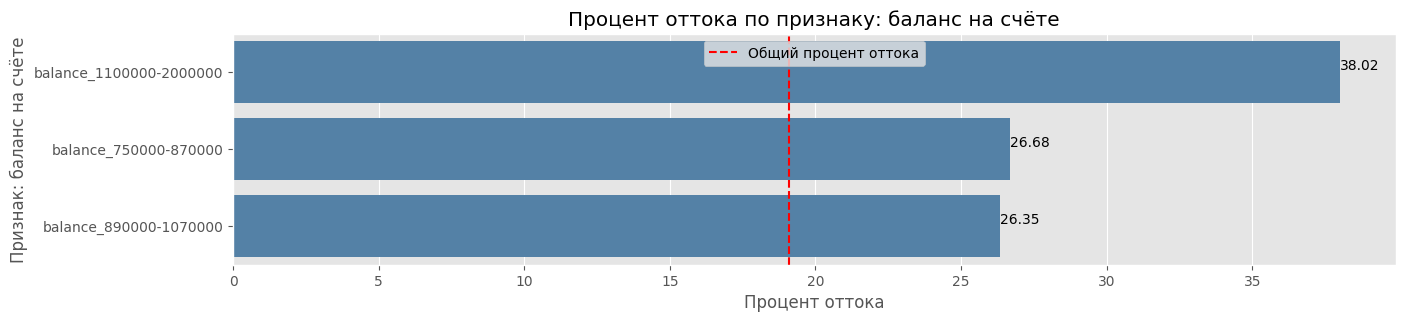 Процент оттока по признаку: баланс на счёте
Общий процент оттока
Признак: баланс на счёте
balance_1100000-2000000
38.02
balance_750000-870000
26.68
balance_890000-1070000
26.35
0 5 10 15 20 25 30 35
Процент оттока